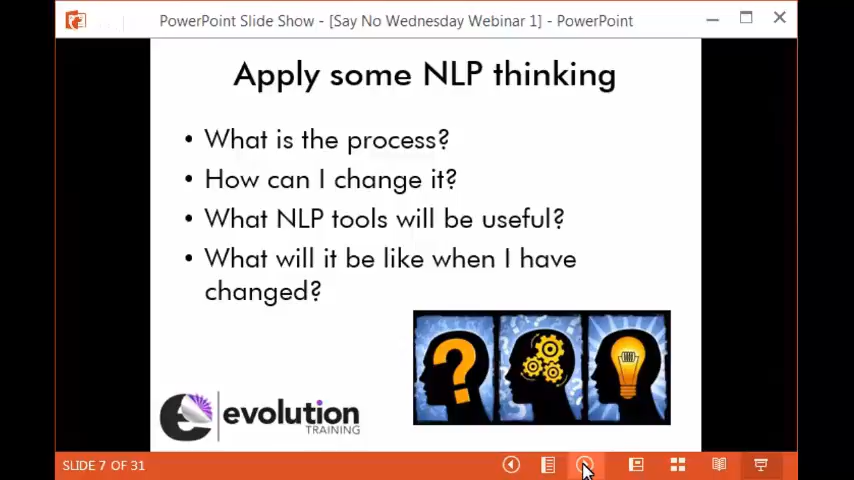 PowerPoint Slide Show - [Say No Wednesday Webinar 1] - PowerPoint
Apply some NLP thinking
• What is the process?
• How can I change it?
• What NLP tools will be useful?
• What will it be like when I have
changed?
evolution
TRAINING
SLIDE 7 OF 31